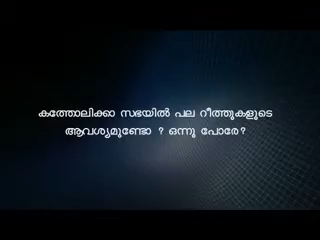 കത്തോലിക്കാ സഭയിൽ പല റീത്തുകളുടെ
ആവശ്യമുണ്ടോ ? ഒന്നു പോരേ?